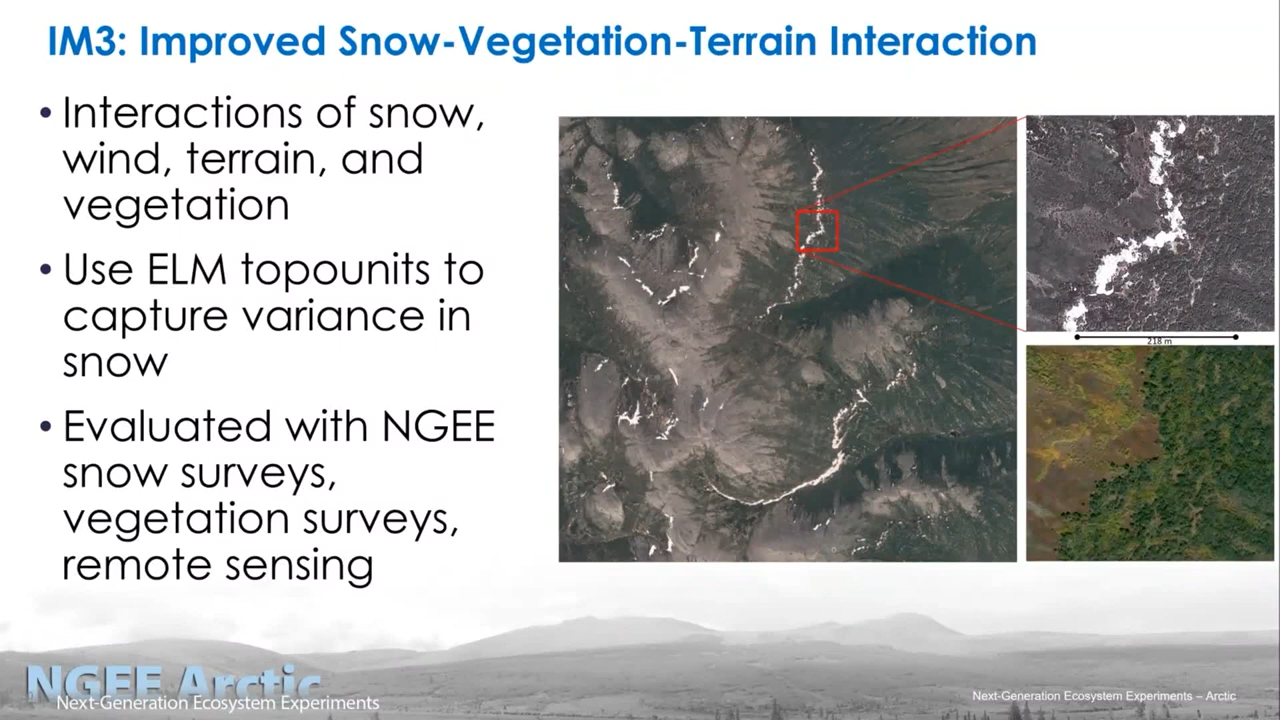 IM3: Improved Snow-Vegetation-Terrain Interaction
• Interactions of snow,
wind, terrain, and
vegetation
• Use ELM topounits to
capture variance in
snow
• Evaluated with NGEE
snow surveys,
vegetation surveys,
remote sensing
218 m
NGEE Arctic
Next-Generation Ecosystem Experiments
Next-Generation Ecosystem Experiments – Arctic